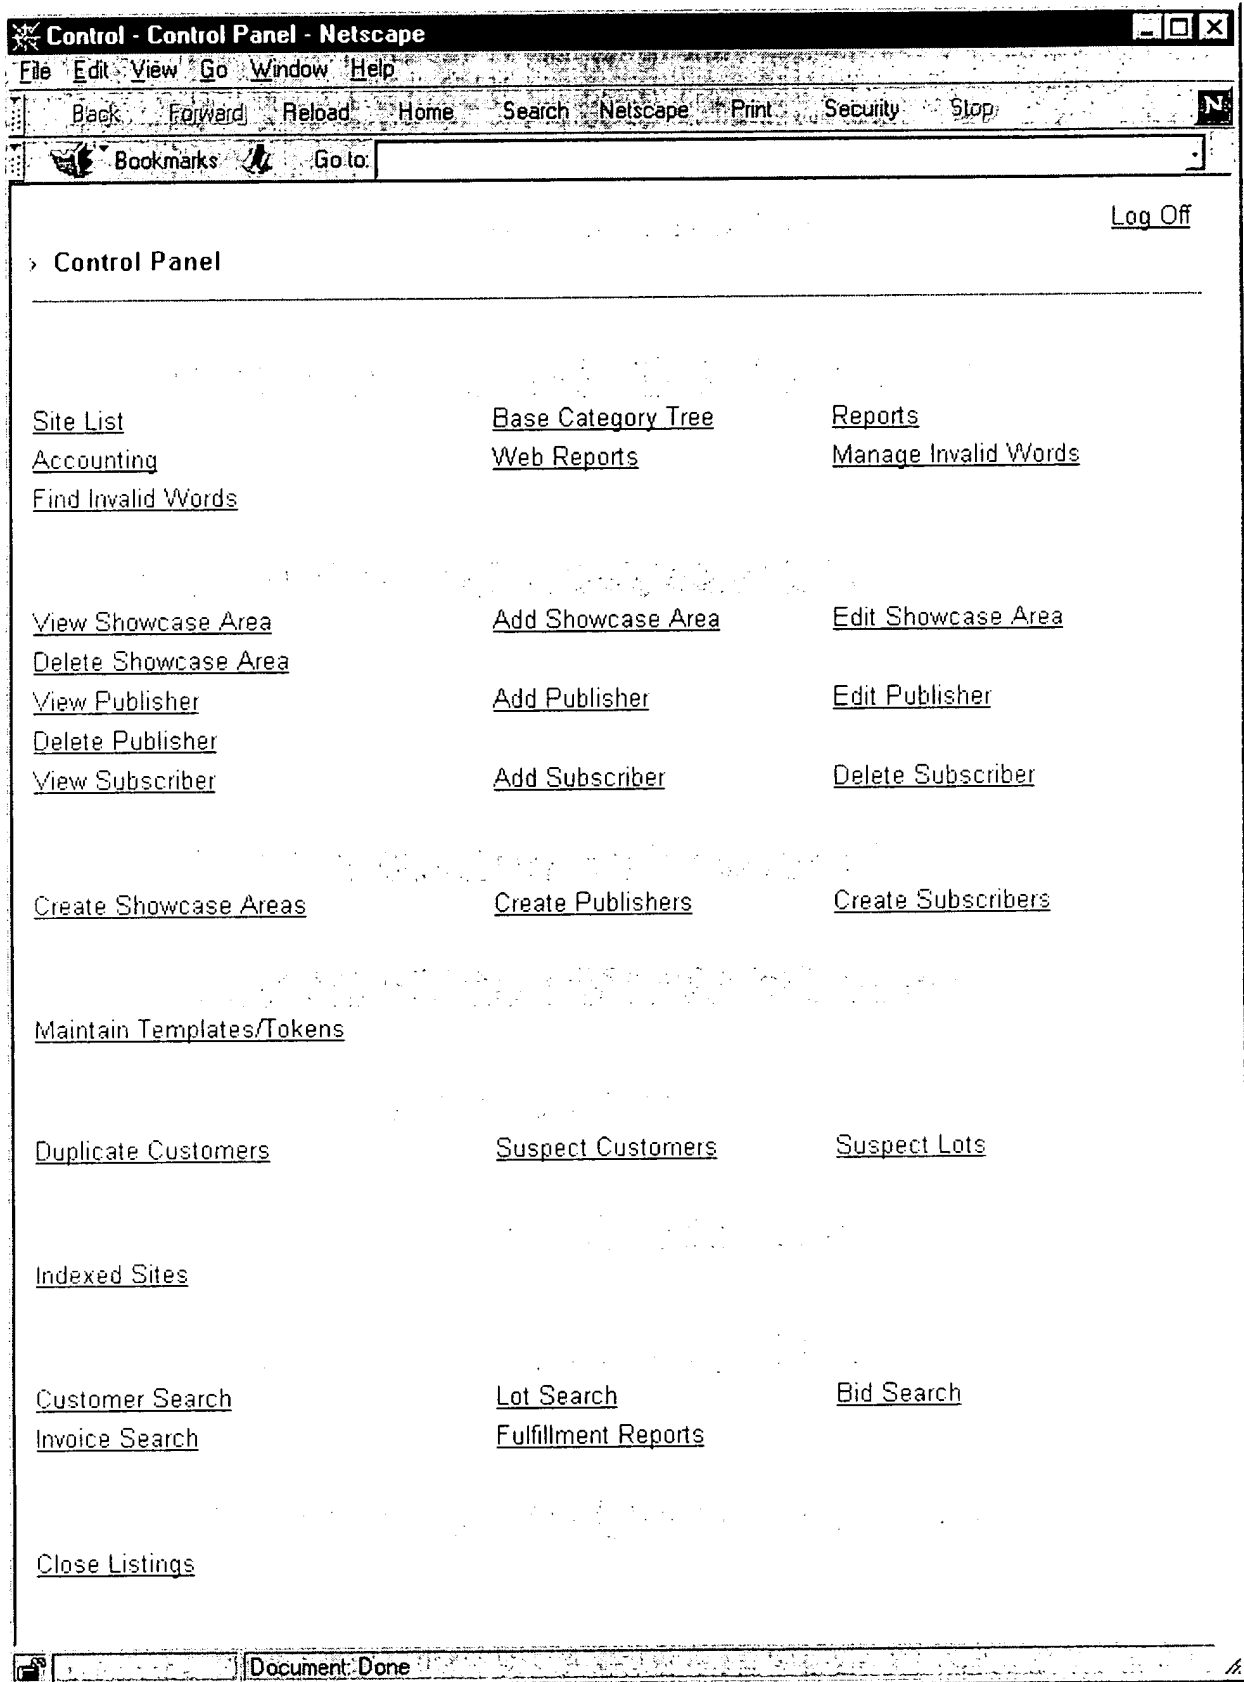 Control - Control Panel - Netscape
File Edit View Go Window Help
Back Forward Reload Home Search Netscape Print Security Stop N
Bookmarks Go to:
Log Off
› Control Panel
Site List Base Category Tree Reports
Accounting Web Reports Manage Invalid Words
Find Invalid Words
View Showcase Area Add Showcase Area Edit Showcase Area
Delete Showcase Area
View Publisher Add Publisher Edit Publisher
Delete Publisher
View Subscriber Add Subscriber Delete Subscriber
Create Showcase Areas Create Publishers Create Subscribers
Maintain Templates/Tokens
Duplicate Customers Suspect Customers Suspect Lots
Indexed Sites
Customer Search Lot Search Bid Search
Invoice Search Fulfillment Reports
Close Listings
Document: Done